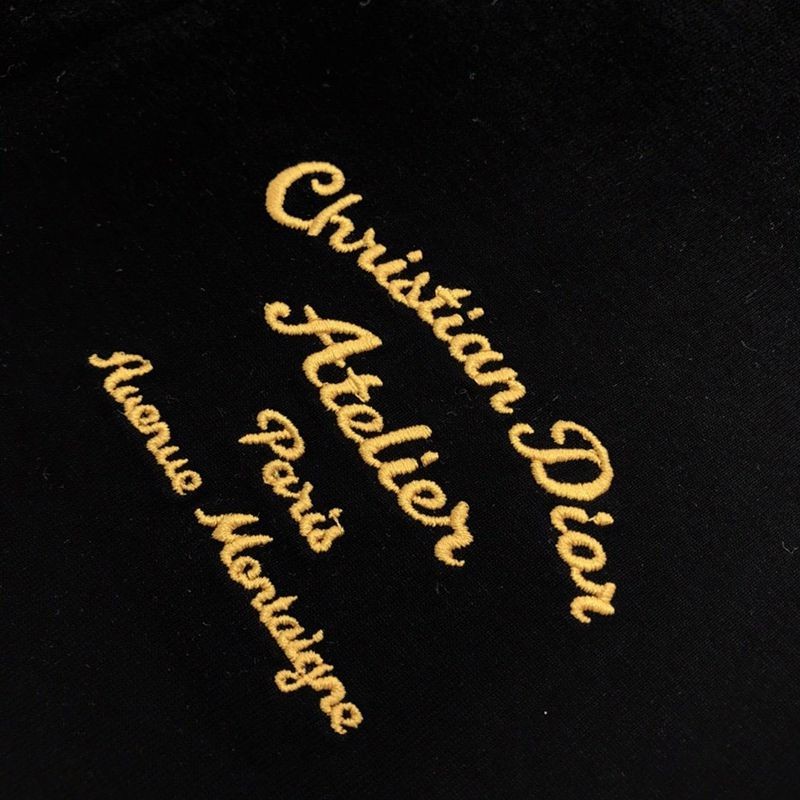 Christian Dior
Atelier
Paris
Avenue Montaigne